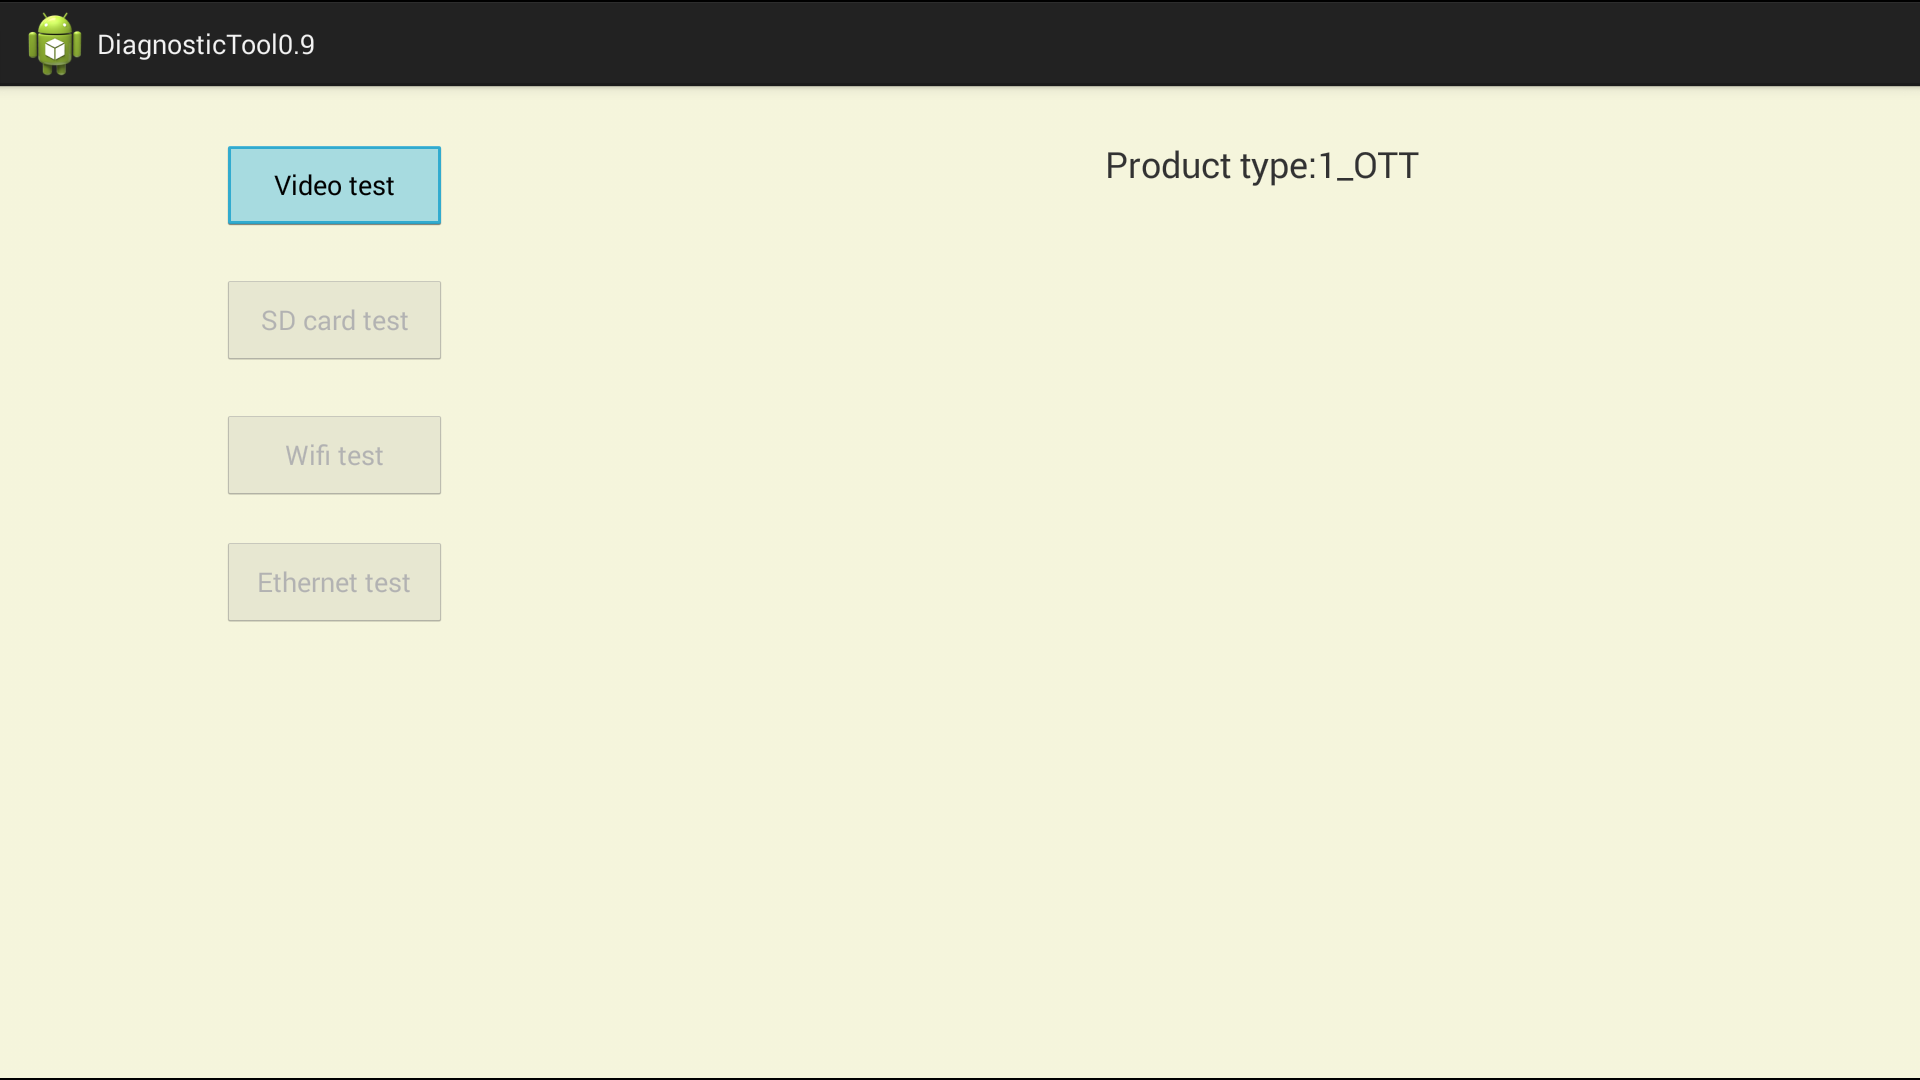 DiagnosticTool0.9
Video test
Product type:1_OTT
SD card test
Wifi test
Ethernet test